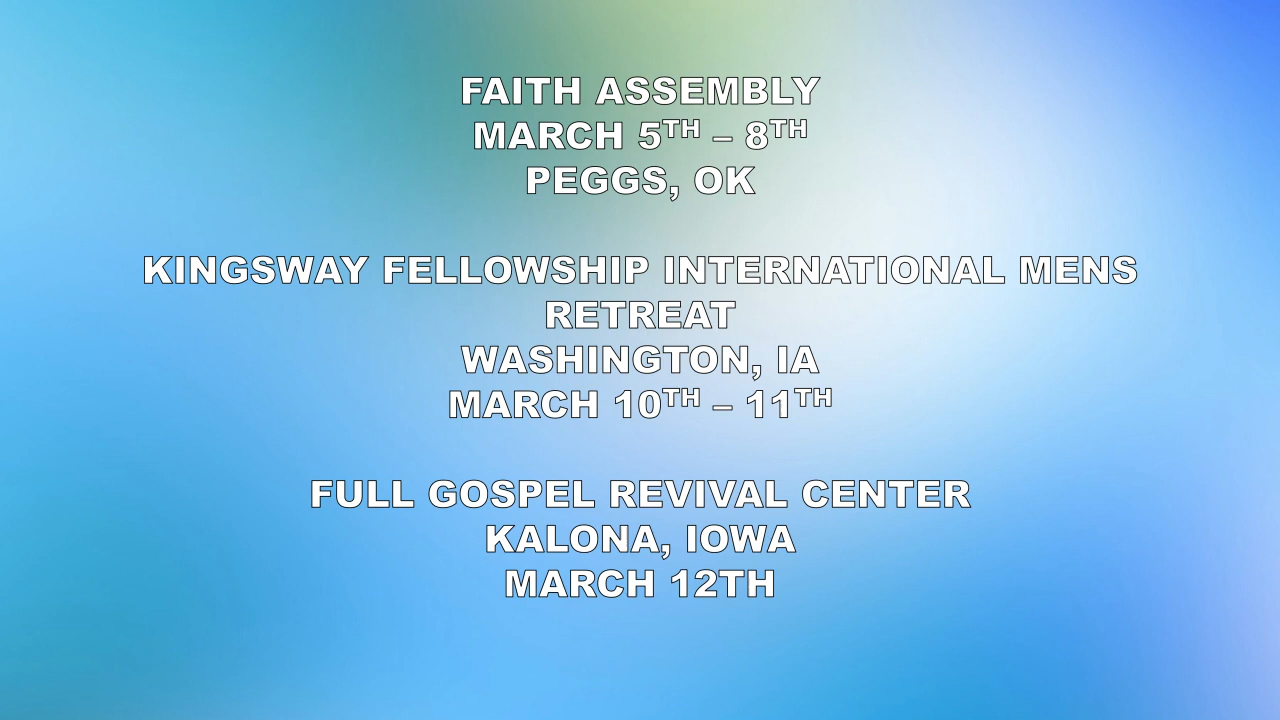 FAITH ASSEMBLY
MARCH 5TH – 8TH
PEGGS, OK
KINGSWAY FELLOWSHIP INTERNATIONAL MENS
RETREAT
WASHINGTON, IA
MARCH 10TH – 11TH
FULL GOSPEL REVIVAL CENTER
KALONA, IOWA
MARCH 12TH